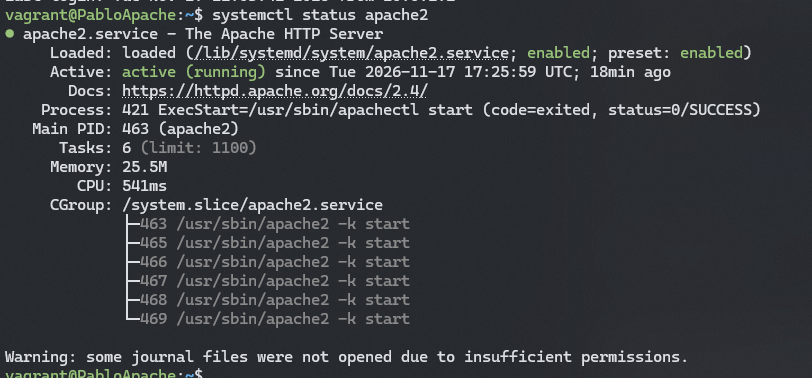 vagrant@PabloApache:~$ systemctl status apache2
● apache2.service - The Apache HTTP Server
Loaded: loaded (/lib/systemd/system/apache2.service; enabled; preset: enabled)
Active: active (running) since Tue 2026-11-17 17:25:59 UTC; 18min ago
Docs: https://httpd.apache.org/docs/2.4/
Process: 421 ExecStart=/usr/sbin/apachectl start (code=exited, status=0/SUCCESS)
Main PID: 463 (apache2)
Tasks: 6 (limit: 1100)
Memory: 25.5M
CPU: 541ms
CGroup: /system.slice/apache2.service
├─463 /usr/sbin/apache2 -k start
├─465 /usr/sbin/apache2 -k start
├─466 /usr/sbin/apache2 -k start
├─467 /usr/sbin/apache2 -k start
├─468 /usr/sbin/apache2 -k start
└─469 /usr/sbin/apache2 -k start
Warning: some journal files were not opened due to insufficient permissions.
vagrant@PabloApache:~$